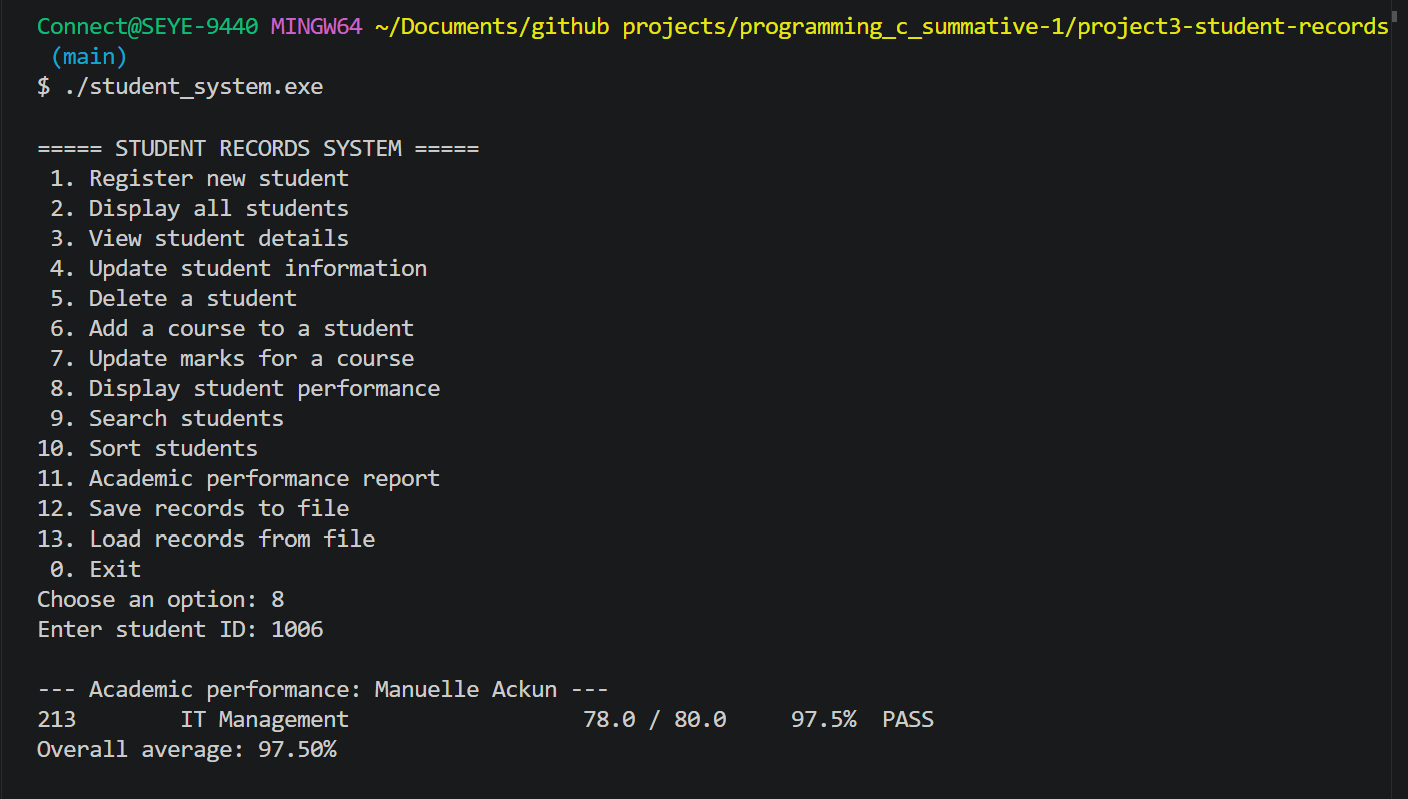 Connect@SEYE-9440 MINGW64 ~/Documents/github projects/programming_c_summative-1/project3-student-records
 (main)
$ ./student_system.exe

===== STUDENT RECORDS SYSTEM =====
 1. Register new student
 2. Display all students
 3. View student details
 4. Update student information
 5. Delete a student
 6. Add a course to a student
 7. Update marks for a course
 8. Display student performance
 9. Search students
10. Sort students
11. Academic performance report
12. Save records to file
13. Load records from file
 0. Exit
Choose an option: 8
Enter student ID: 1006

--- Academic performance: Manuelle Ackun ---
213        IT Management                  78.0 / 80.0     97.5%  PASS
Overall average: 97.50%